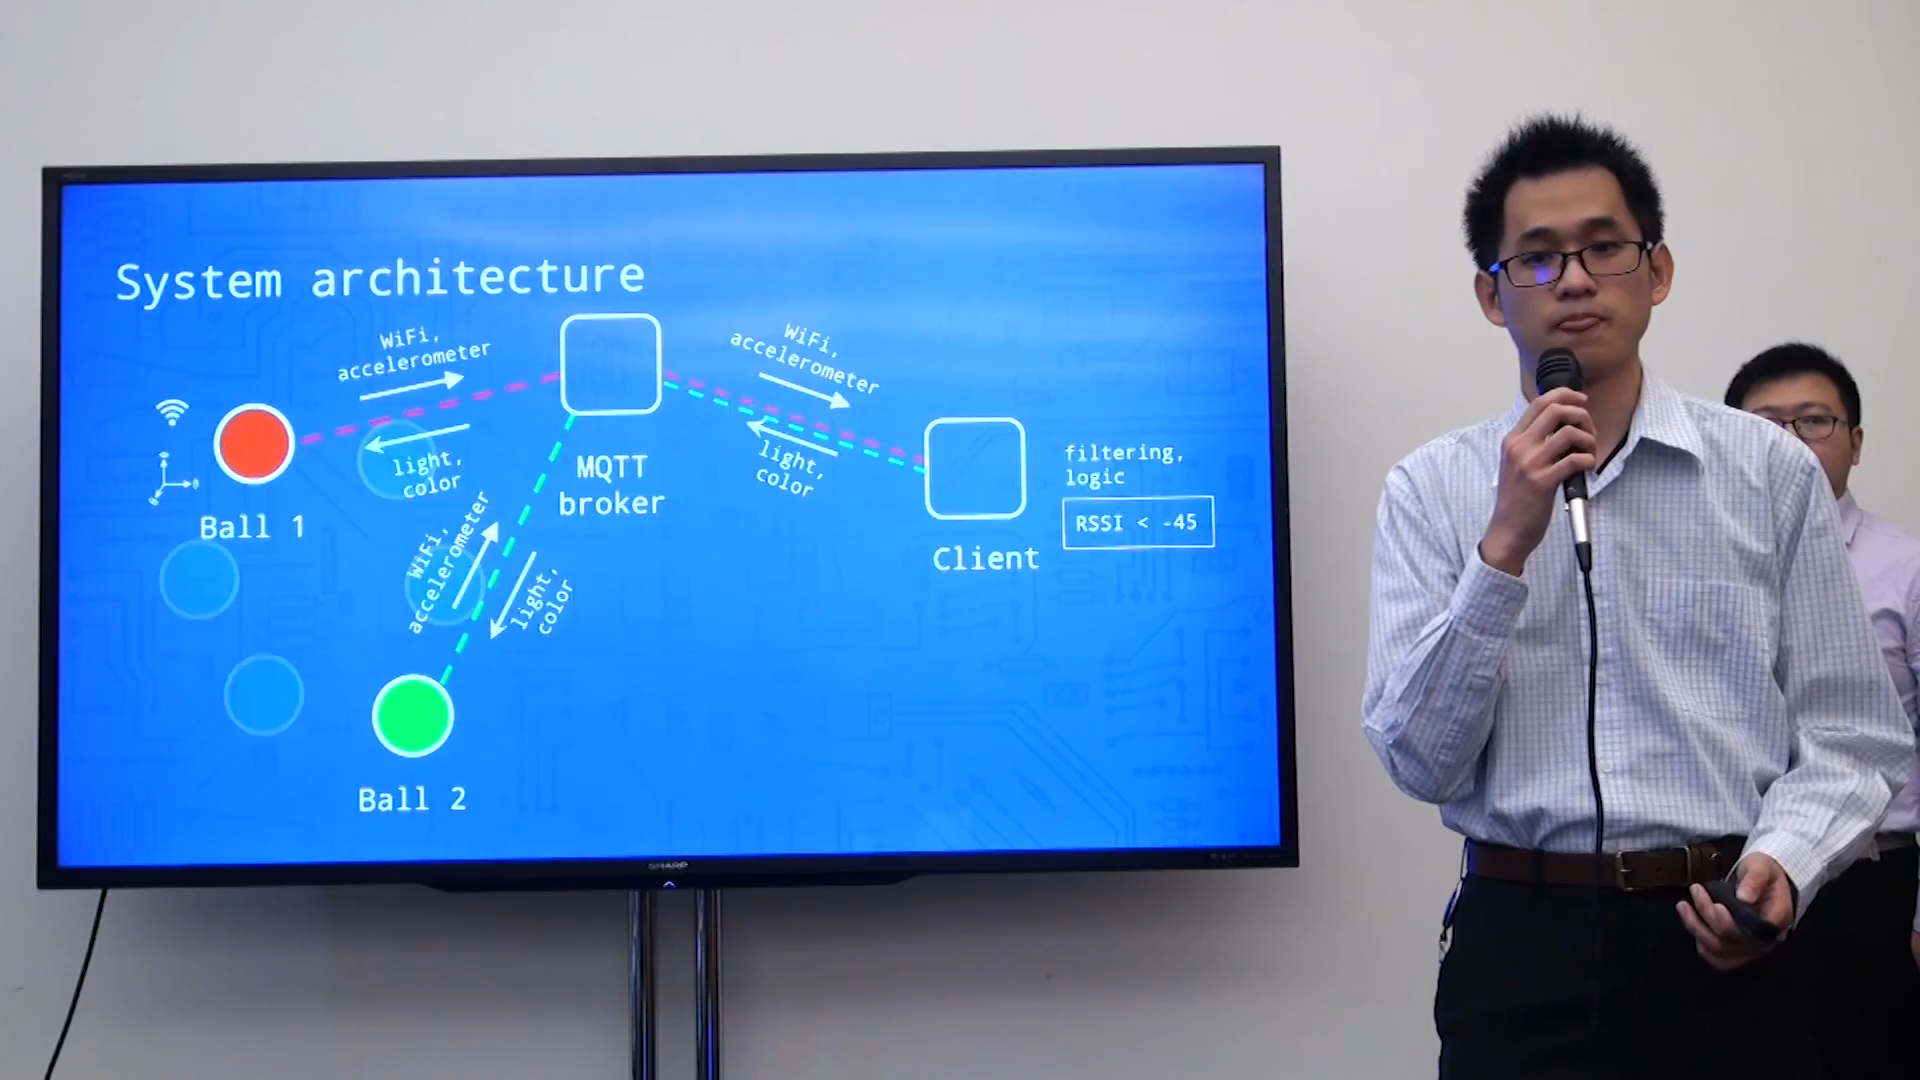 System architecture
WiFi,
accelerometer
light,
color
Ball 1
WiFi,
accelerometer
light,
color
Ball 2
MQTT
broker
WiFi,
accelerometer
light,
color
Client
filtering,
logic
RSSI < -45
SHARP